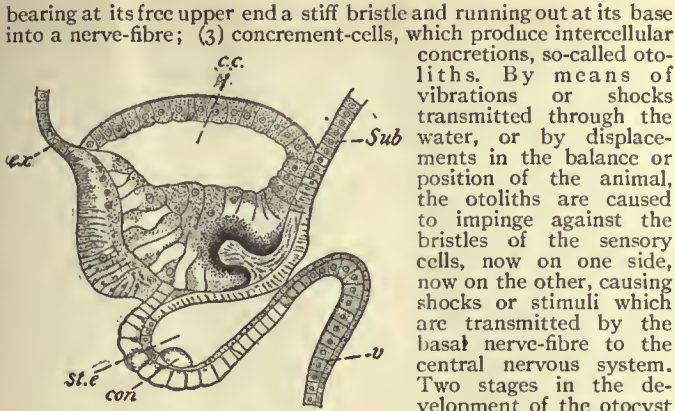 bearing at its free upper end a stiff bristle and running out at its base
into a nerve-fibre; (3) concrement-cells, which produce intercellular
concretions, so-called oto-
liths. By means of
vibrations or shocks
transmitted through the
water, or by displace-
ments in the balance or
position of the animal,
the otoliths are caused
to impinge against the
bristles of the sensory
cells, now on one side,
now on the other, causing
shocks or stimuli which
are transmitted by the
basal nerve-fibre to the
central nervous system.
Two stages in the de-
velopment of the otocyst
c.c.
ex
Sub
st.e
con
v